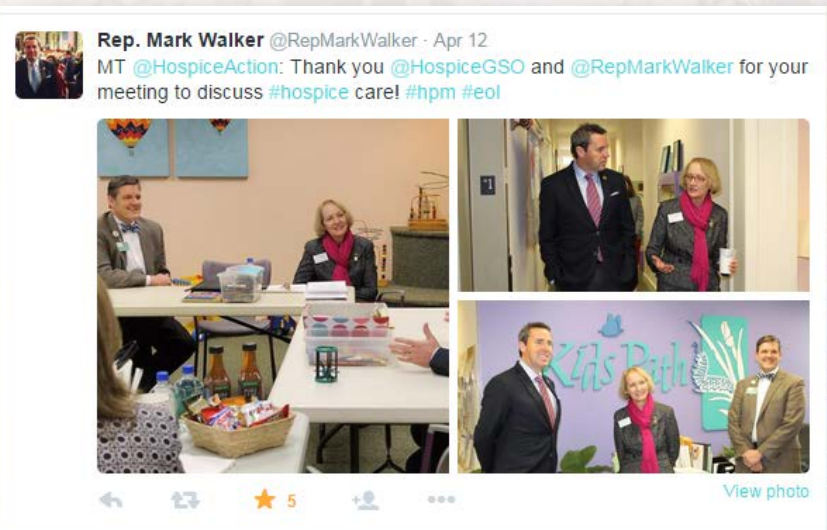 Rep. Mark Walker @RepMarkWalker · Apr 12
MT @HospiceAction: Thank you @HospiceGSO and @RepMarkWalker for your
meeting to discuss #hospice care! #hpm #eol
*1
Kids Path
5
View photo